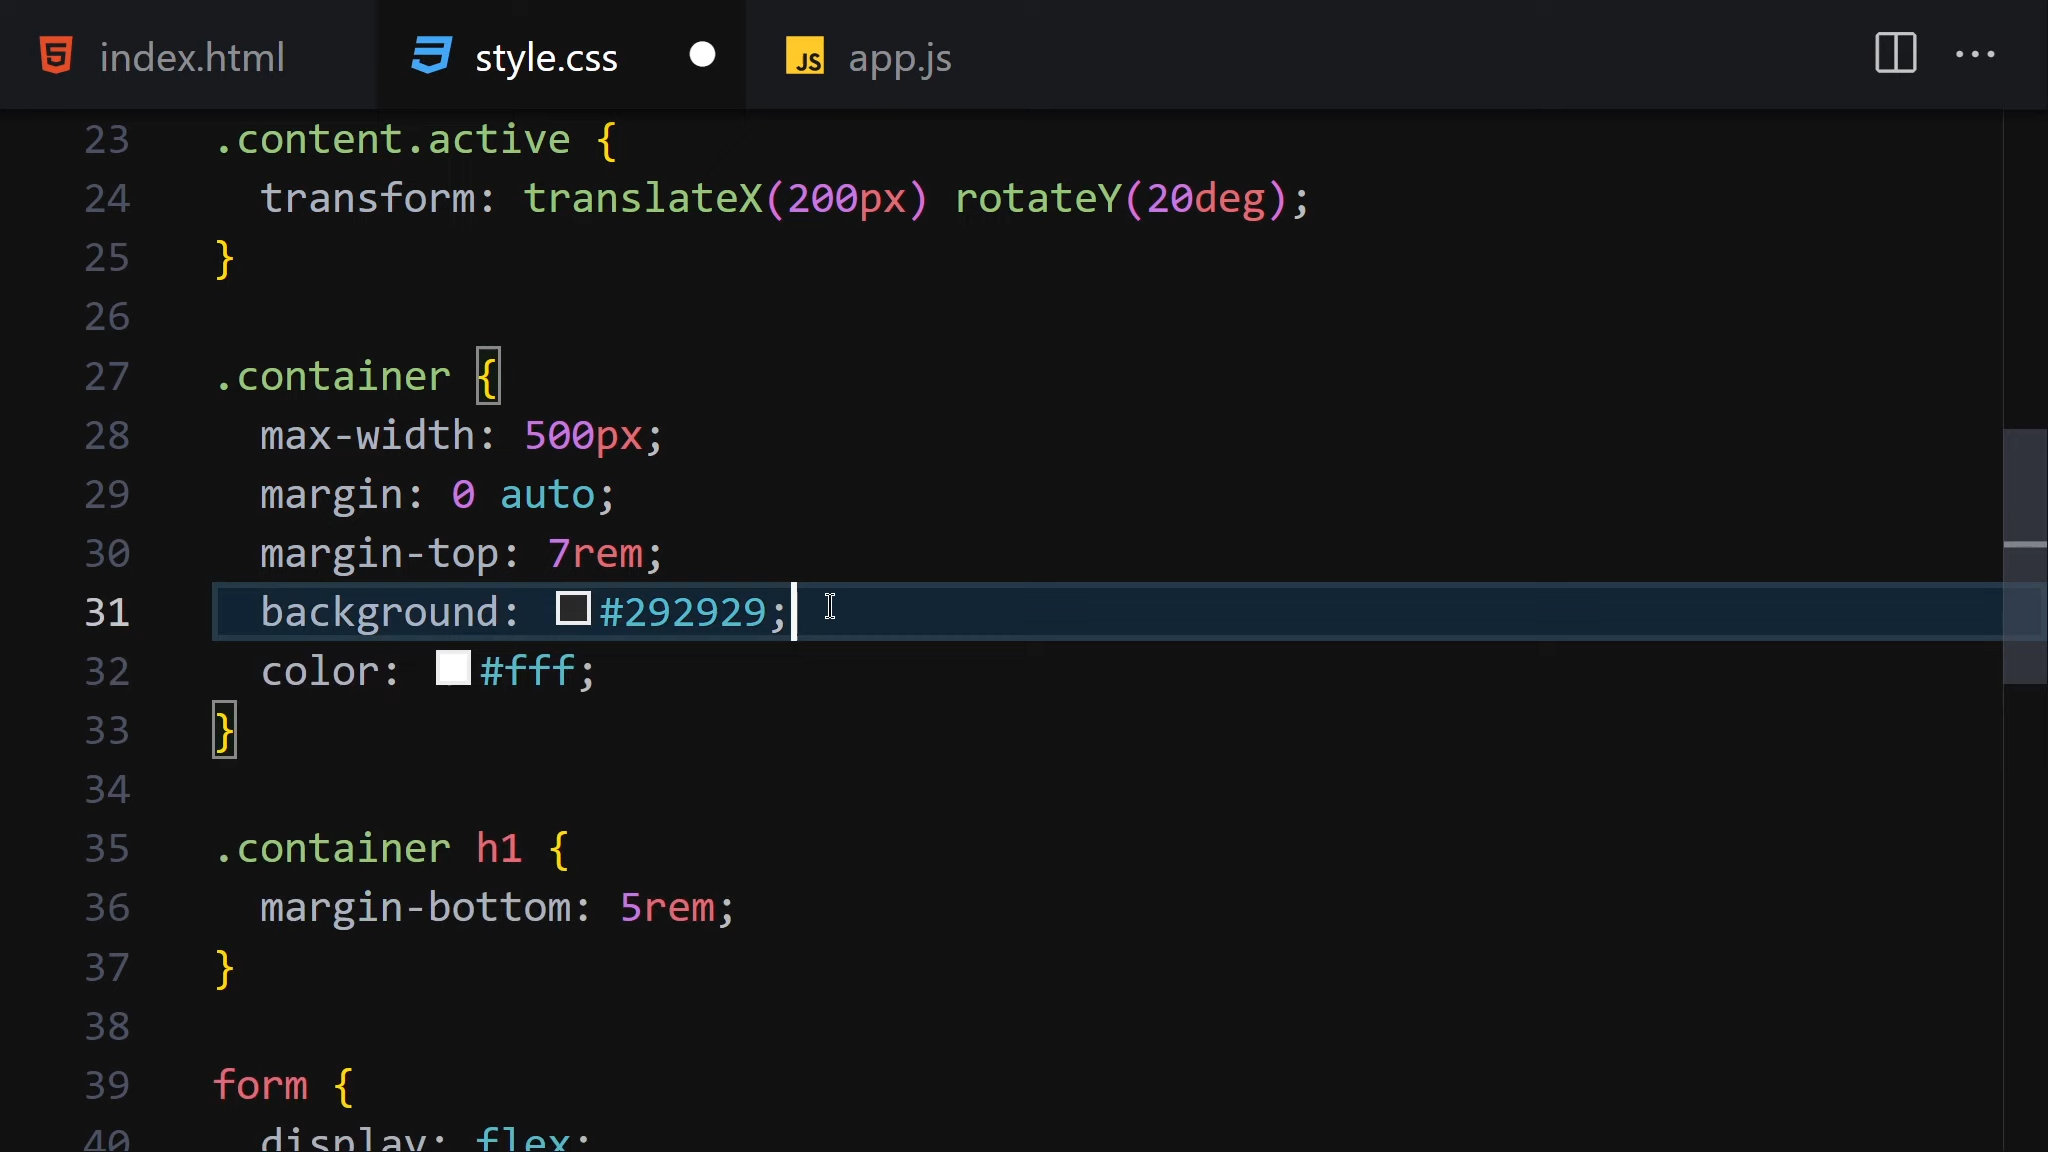 index.html style.css JS app.js
23 .content.active {
24 transform: translateX(200px) rotateY(20deg);
25 }
26
27 .container {
28 max-width: 500px;
29 margin: 0 auto;
30 margin-top: 7rem;
31 background: #292929;
32 color: #fff;
33 }
34
35 .container h1 {
36 margin-bottom: 5rem;
37 }
38
39 form {
40 display: flex;